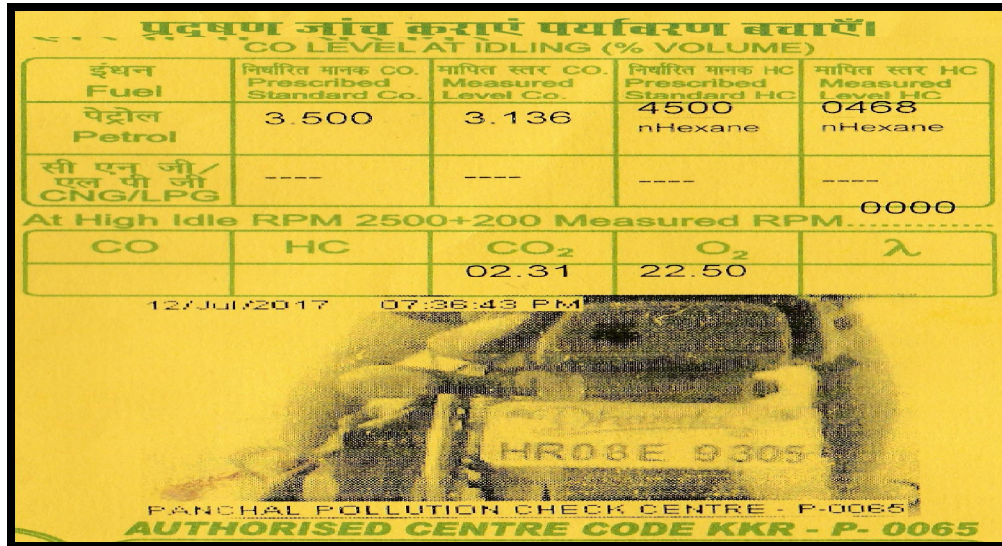 प्रदूषण जांच कराएं पर्यावरण बचाएँ।
CO LEVEL AT IDLING (% VOLUME)
इंधन निर्धारित मानक CO. मापित स्तर CO. निर्धारित मानक HC मापित स्तर HC
Fuel Prescribed Standard Co. Measured Level Co. Prescribed Standard HC Measured Level HC
पेट्रोल Petrol 3.500 3.136 4500 nHexane 0468 nHexane
सी एन जी/ एल पी जी CNG/LPG ---- ---- ---- ----
At High Idle RPM 2500+200 Measured RPM.............. 0000
CO HC CO₂ O₂ λ
02.31 22.50
12/Jul/2017 07:36:43 PM
9305
PANCHAL POLLUTION CHECK CENTRE - P-0065
AUTHORISED CENTRE CODE KKR - P- 0065